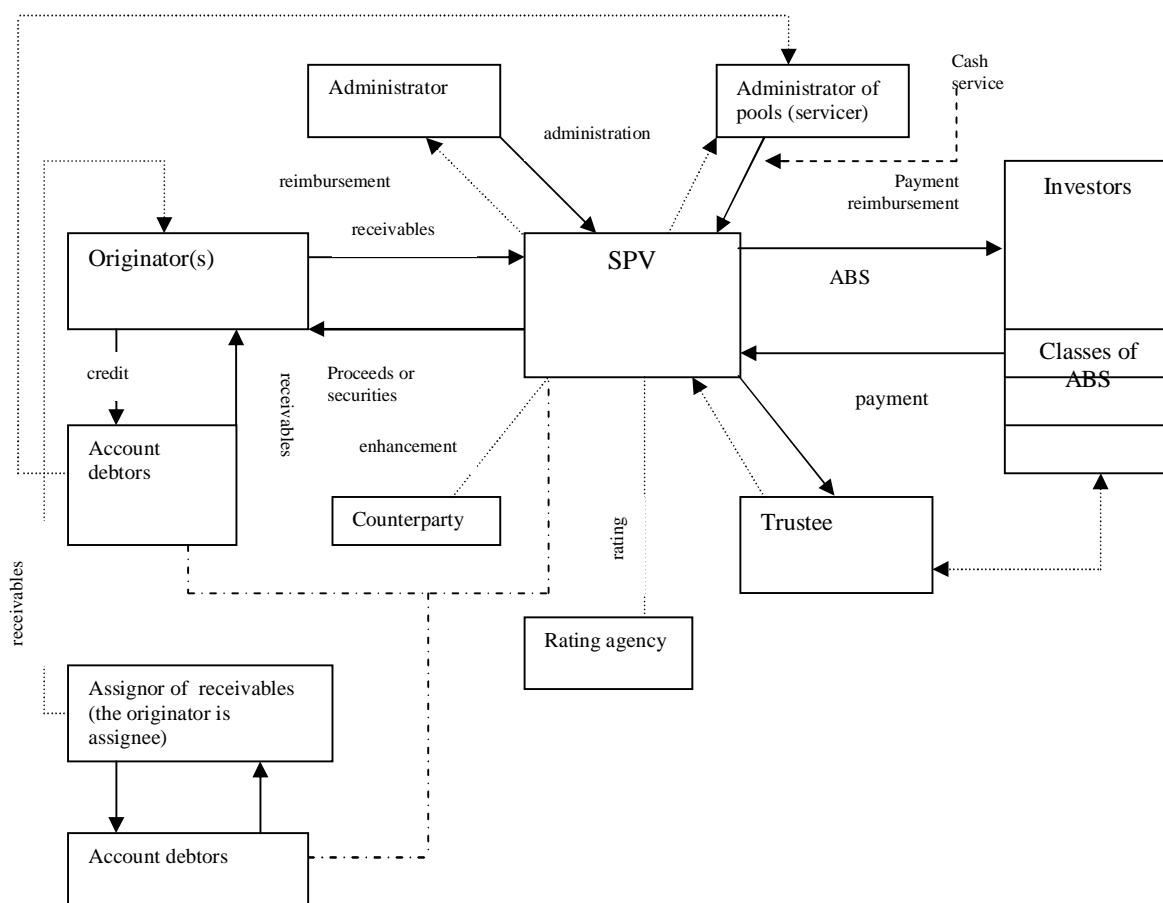 Cash
service
Administrator
Administrator of
pools (servicer)
administration
reimbursement
Payment
reimbursement
Investors
receivables
Originator(s)
SPV
ABS
Classes of
ABS
credit
receivables
Proceeds or
securities
payment
Account
debtors
enhancement
Counterparty
rating
Trustee
receivables
Rating agency
Assignor of receivables
(the originator is
assignee)
Account debtors